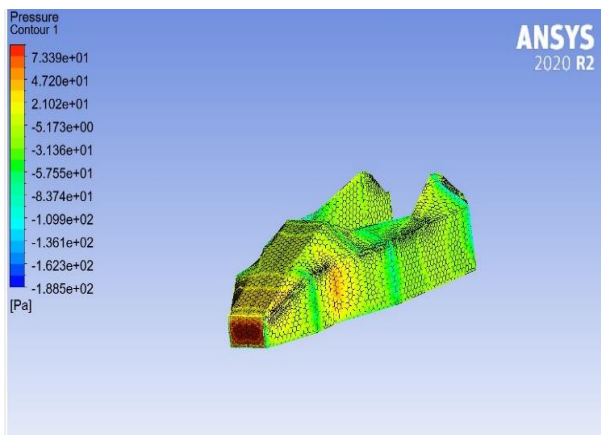 Pressure
Contour 1
7.339e+01
4.720e+01
2.102e+01
-5.173e+00
-3.136e+01
-5.755e+01
-8.374e+01
-1.099e+02
-1.361e+02
-1.623e+02
-1.885e+02
[Pa]
ANSYS
2020 R2